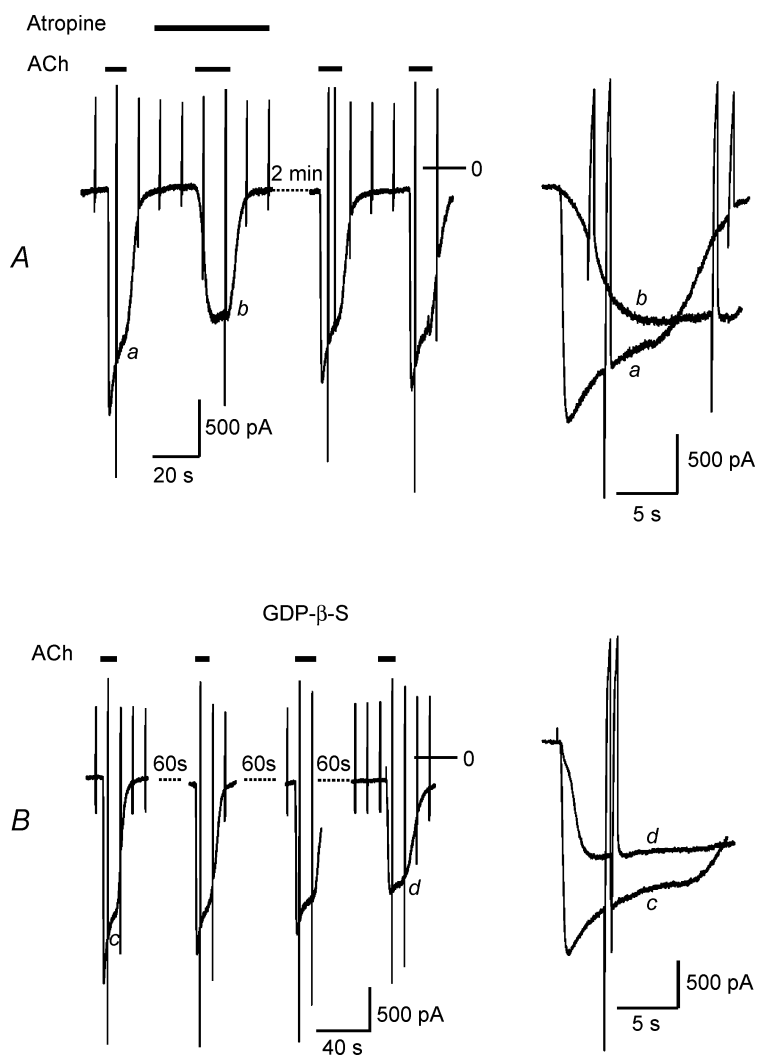 Atropine
ACh
2 min
0
A
a
b
500 pA
20 s
b
a
500 pA
5 s
GDP-β-S
ACh
60s
60s
60s
0
B
c
d
500 pA
40 s
d
c
500 pA
5 s